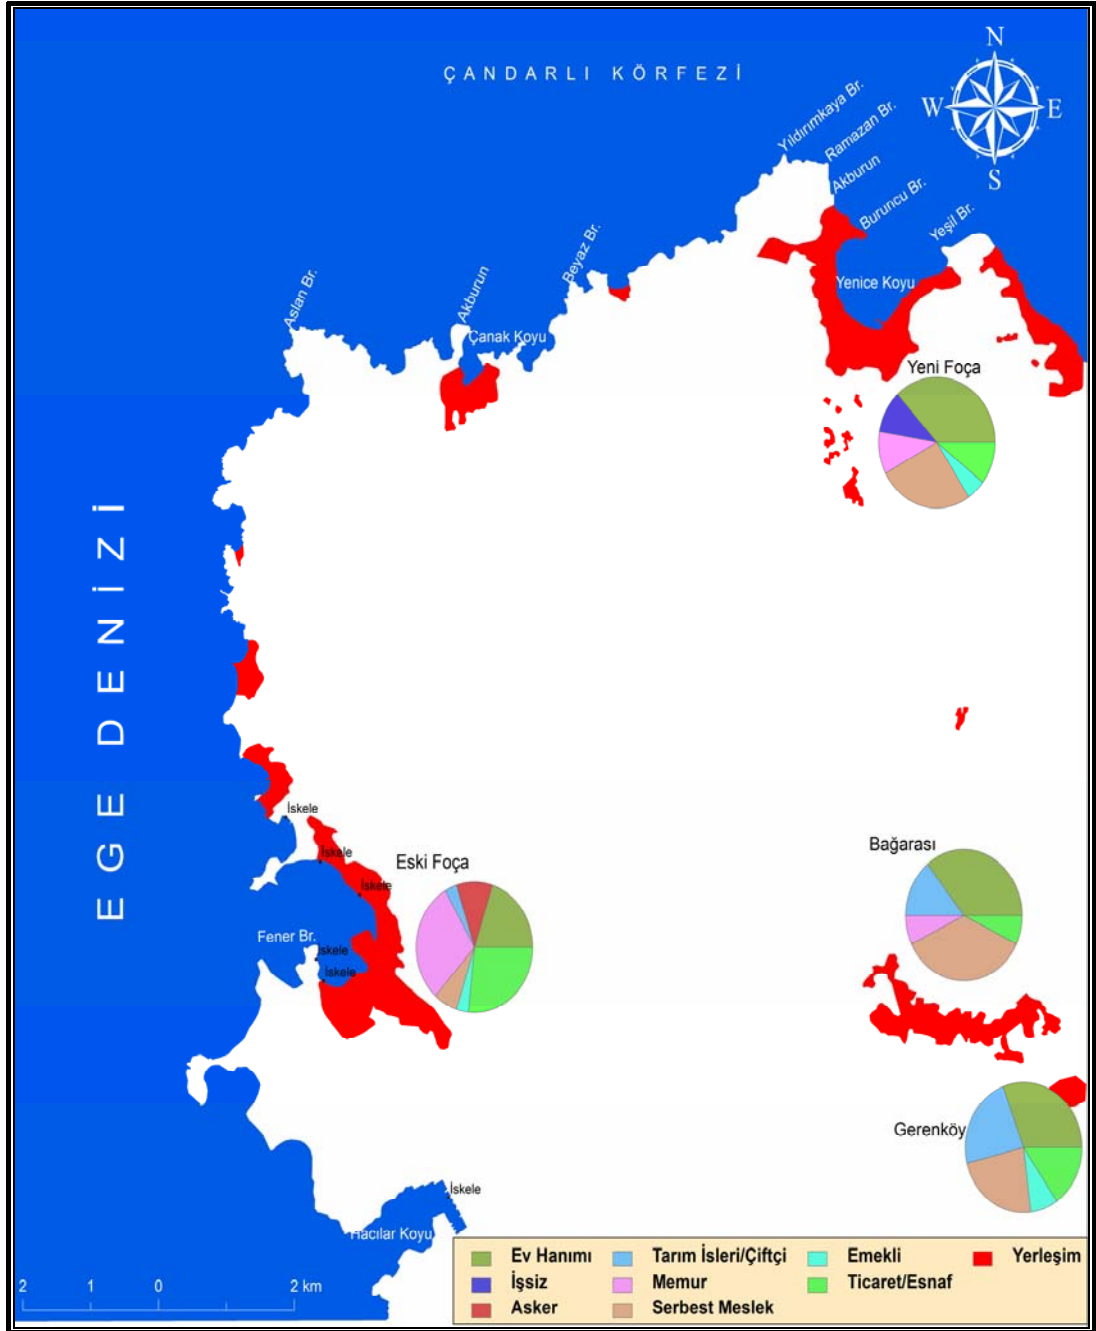 N
ÇANDARLI KÖRFEZİ
W
E
S
Yıldırımkaya Br.
Ramazan Br.
Akburun
Buruncu Br.
Yeşil Br.
Beyaz Br.
Aslan Br.
Akburun
Yenice Koyu
Çanak Koyu
Yeni Foça
EGE DENİZİ
İskele
Bağarası
İskele
Eski Foça
İskele
Fener Br.
İskele
İskele
Gerenköy
İskele
Hacılar Koyu
Ev Hanımı
Tarım İsleri/Çiftçi
Emekli
Yerleşim
İşsiz
Memur
Ticaret/Esnaf
Asker
Serbest Meslek
2 1 0 2 km